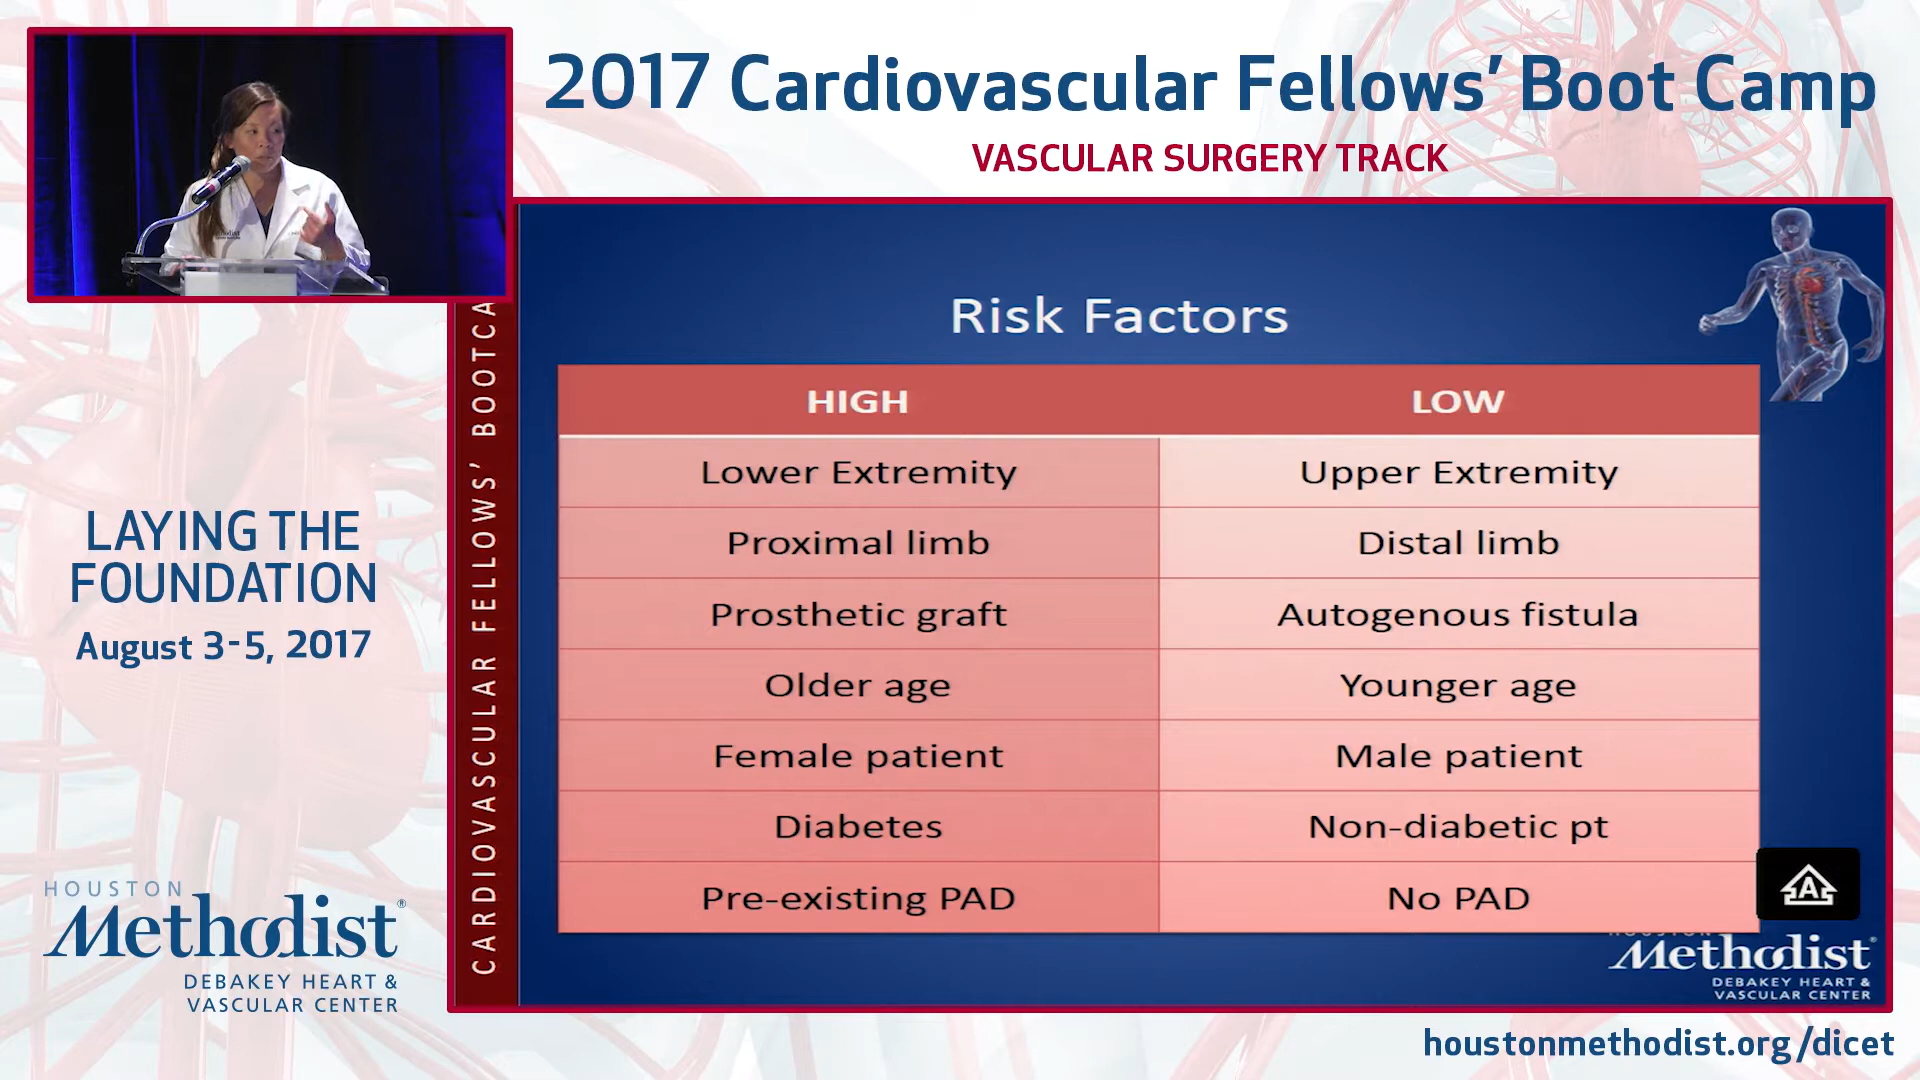 2017 Cardiovascular Fellows' Boot Camp
VASCULAR SURGERY TRACK
LAYING THE
FOUNDATION
August 3-5, 2017
HOUSTON
Methodist®
DEBAKEY HEART &
VASCULAR CENTER
CARDIOVASCULAR FELLOWS' BOOTCA
Risk Factors
HIGH LOW
Lower Extremity Upper Extremity
Proximal limb Distal limb
Prosthetic graft Autogenous fistula
Older age Younger age
Female patient Male patient
Diabetes Non-diabetic pt
Pre-existing PAD No PAD
A
HOUSTON
Methodist®
DEBAKEY HEART &
VASCULAR CENTER
houstonmethodist.org/dicet